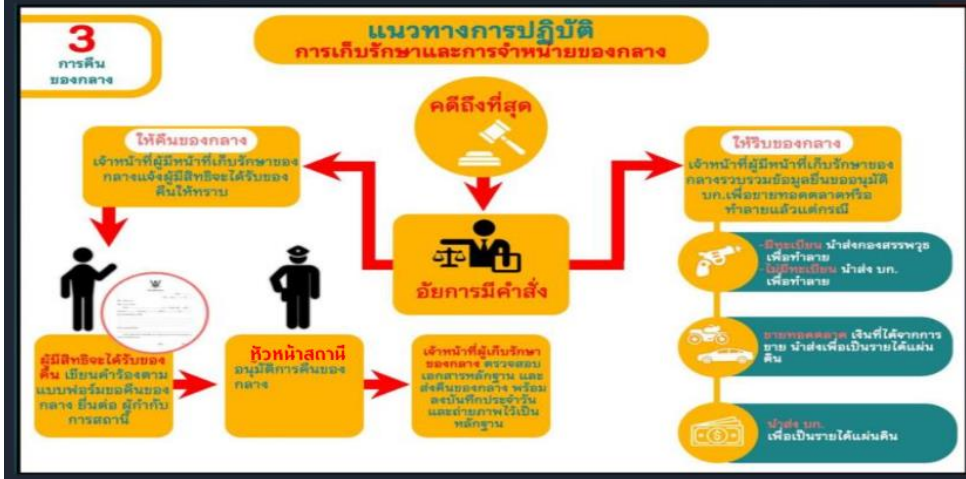 3
การคืน
ของกลาง
แนวทางการปฏิบัติ
การเก็บรักษาและการจำหน่ายของกลาง
คดีถึงที่สุด
ให้คืนของกลาง
เจ้าหน้าที่ผู้มีหน้าที่เก็บรักษาของ
กลางแจ้งผู้มีสิทธิจะได้รับของ
คืนให้ทราบ
ให้ริบของกลาง
เจ้าหน้าที่ผู้มีหน้าที่เก็บรักษาของ
กลางรวบรวมข้อมูลยื่นขออนุมัติ
บก.เพื่อขายทอดตลาดหรือ
ทำลายแล้วแต่กรณี
อัยการมีคำสั่ง
-มีทะเบียน นำส่งกองสรรพาวุธ
เพื่อทำลาย
-ไม่มีทะเบียน นำส่ง บก.
เพื่อทำลาย
ขายทอดตลาด เงินที่ได้จากการ
ขาย นำส่งเพื่อเป็นรายได้แผ่น
ดิน
นำส่ง บก.
เพื่อเป็นรายได้แผ่นดิน
ผู้มีสิทธิจะได้รับของ
คืน เขียนคำร้องตาม
แบบฟอร์มขอคืนของ
กลาง ยื่นต่อ ผู้กำกับ
การสถานี
หัวหน้าสถานี
อนุมัติการคืนของ
กลาง
เจ้าหน้าที่ผู้เก็บรักษา
ของกลาง ตรวจสอบ
เอกสารหลักฐาน และ
ส่งคืนของกลาง พร้อม
ลงบันทึกประจำวัน
และถ่ายภาพไว้เป็น
หลักฐาน